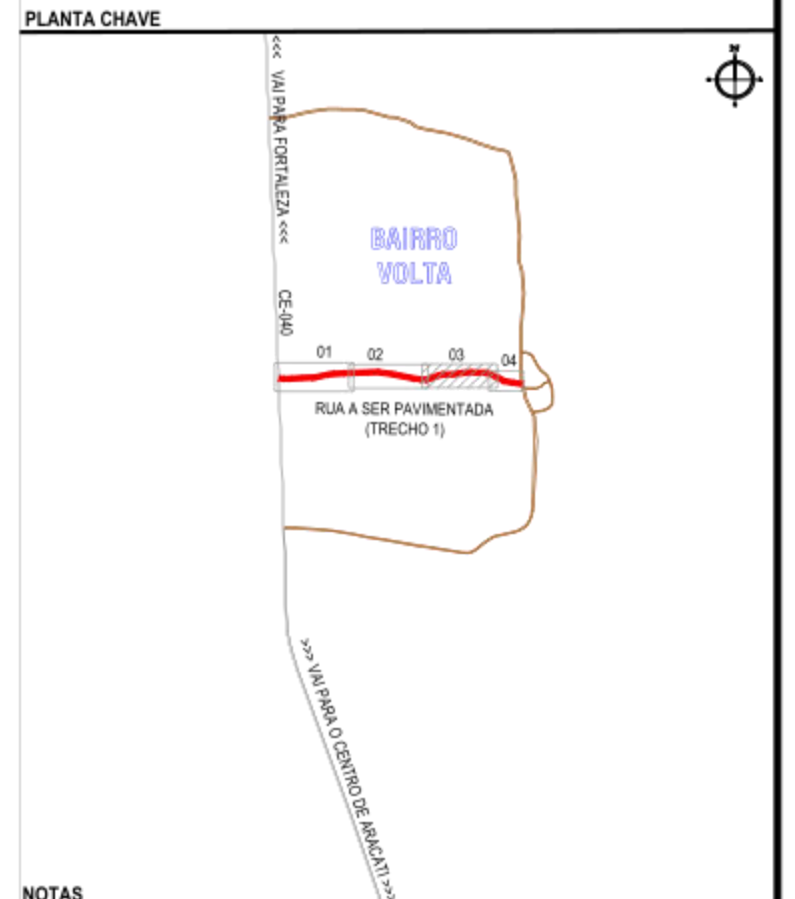 PLANTA CHAVE
N
<<< VAI PARA FORTALEZA <<<
BAIRRO
VOLTA
CE-040
01 02 03 04
RUA A SER PAVIMENTADA
(TRECHO 1)
>>> VAI PARA O CENTRO DE ARACATI >>>
NOTAS